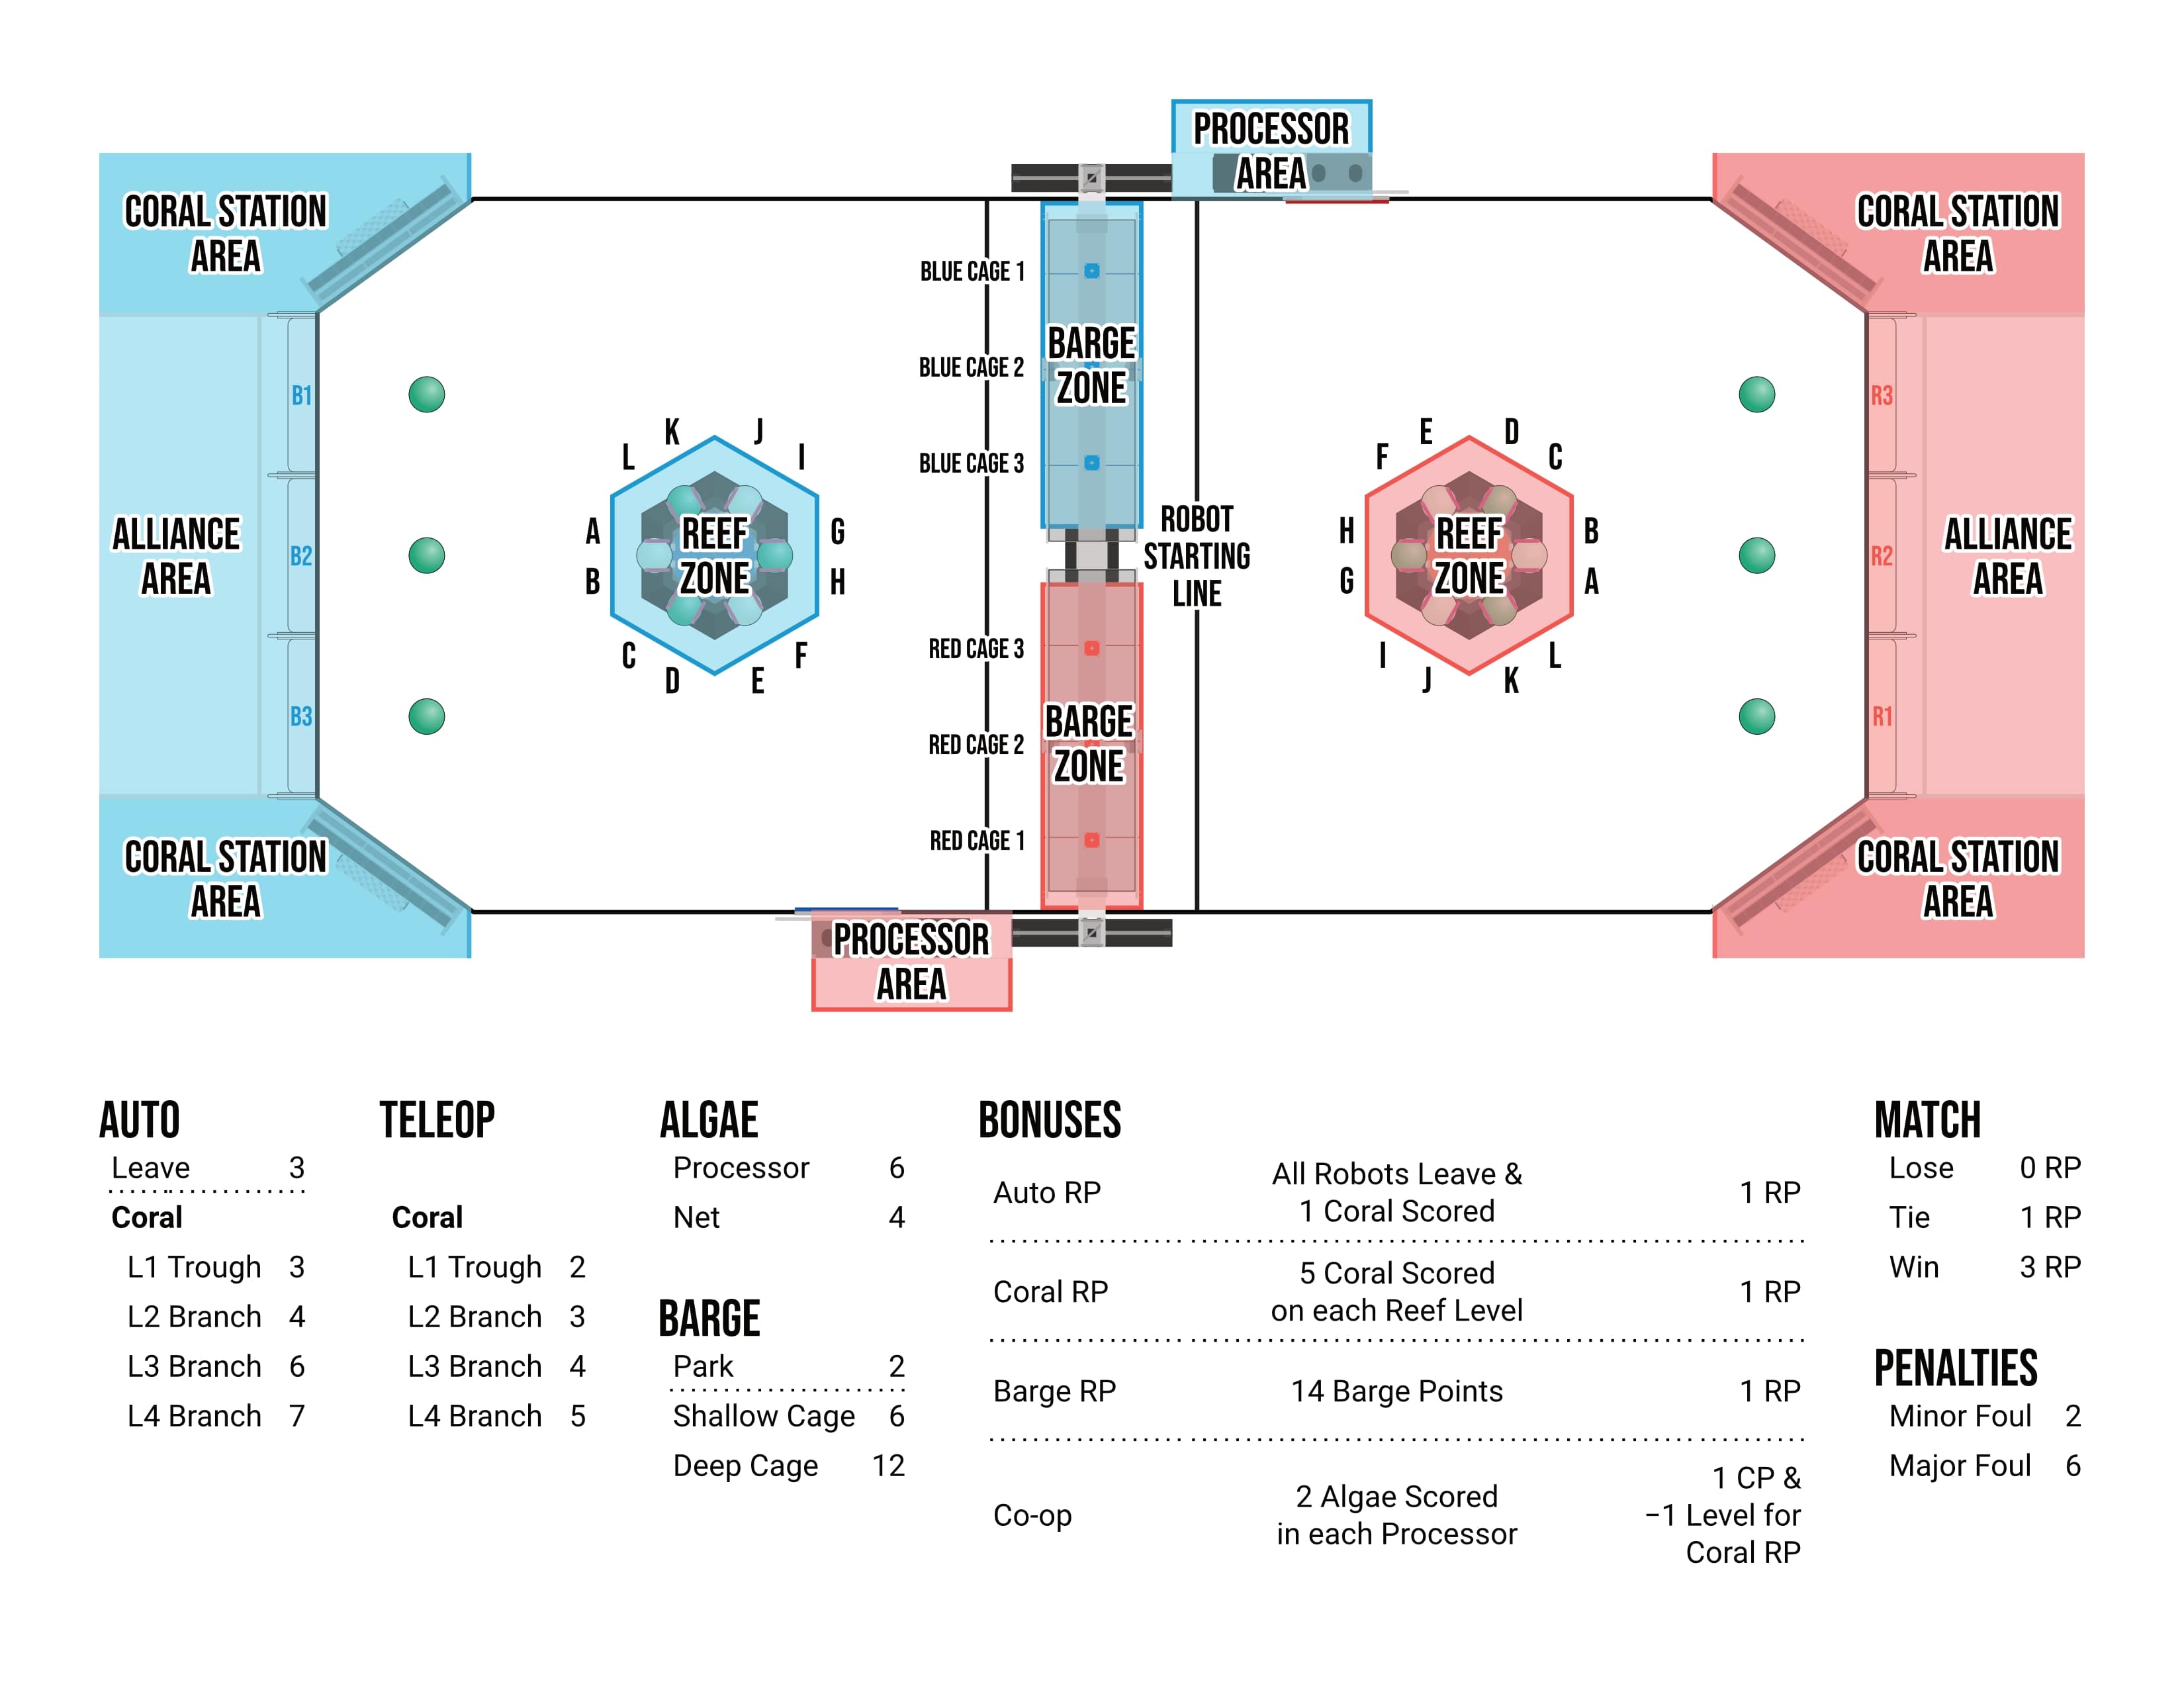 PROCESSOR
AREA
CORAL STATION
AREA
CORAL STATION
AREA
BLUE CAGE 1
BARGE
ZONE
BLUE CAGE 2
BLUE CAGE 3
B1
B2
B3
ALLIANCE
AREA
K
J
L
I
A
G
B
H
C
F
D
E
REEF
ZONE
ROBOT
STARTING
LINE
E
D
F
C
H
B
G
A
I
L
J
K
REEF
ZONE
R3
R2
R1
ALLIANCE
AREA
RED CAGE 3
BARGE
ZONE
RED CAGE 2
RED CAGE 1
CORAL STATION
AREA
CORAL STATION
AREA
PROCESSOR
AREA
AUTO
Leave 3
Coral
L1 Trough 3
L2 Branch 4
L3 Branch 6
L4 Branch 7
TELEOP
Coral
L1 Trough 2
L2 Branch 3
L3 Branch 4
L4 Branch 5
ALGAE
Processor 6
Net 4
BARGE
Park 2
Shallow Cage 6
Deep Cage 12
BONUSES
Auto RP
All Robots Leave &
1 Coral Scored
1 RP
Coral RP
5 Coral Scored
on each Reef Level
1 RP
Barge RP
14 Barge Points
1 RP
Co-op
2 Algae Scored
in each Processor
1 CP &
−1 Level for
Coral RP
MATCH
Lose 0 RP
Tie 1 RP
Win 3 RP
PENALTIES
Minor Foul 2
Major Foul 6